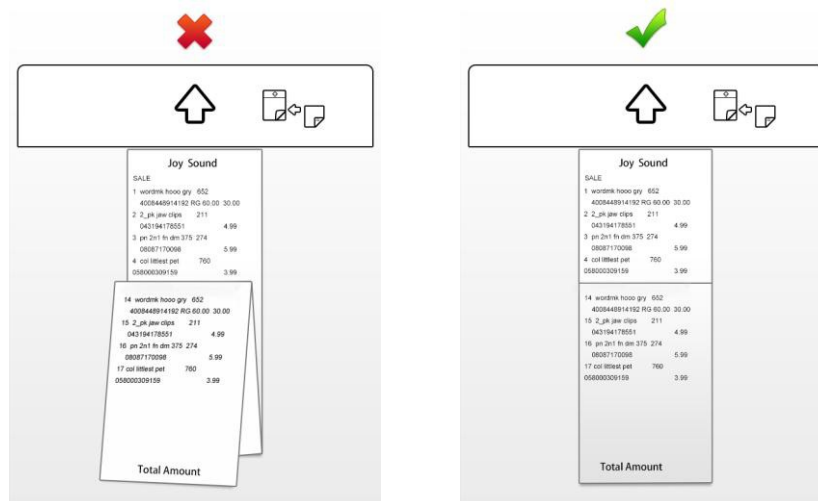 Joy Sound
SALE
1 wordmk hooo gry 652
4008448914192 RG 60.00 30.00
2 2_pk jaw clips 211
043194178551 4.99
3 pn 2n1 fn dm 375 274
08087170098 5.99
4 col littlest pet 760
058000309159 3.99
14 wordmk hooo gry 652
4008448914192 RG 60.00 30.00
15 2_pk jaw clips 211
043194178551 4.99
16 pn 2n1 fn dm 375 274
08087170098 5.99
17 col littlest pet 760
058000309159 3.99
Total Amount
Joy Sound
SALE
1 wordmk hooo gry 652
4008448914192 RG 60.00 30.00
2 2_pk jaw clips 211
043194178551 4.99
3 pn 2n1 fn dm 375 274
08087170098 5.99
4 col littlest pet 760
058000309159 3.99
14 wordmk hooo gry 652
4008448914192 RG 60.00 30.00
15 2_pk jaw clips 211
043194178551 4.99
16 pn 2n1 fn dm 375 274
08087170098 5.99
17 col littlest pet 760
058000309159 3.99
Total Amount